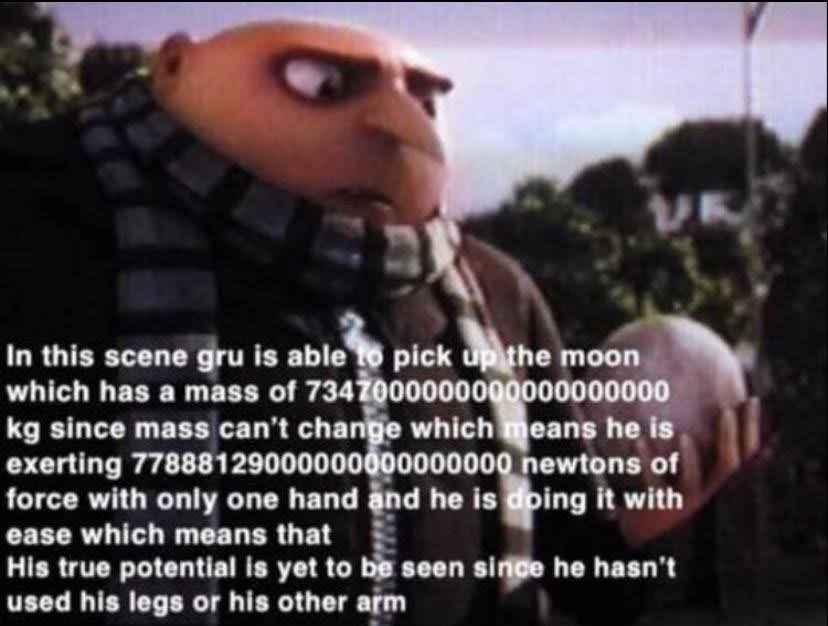 In this scene gru is able to pick up the moon
which has a mass of 73470000000000000000000
kg since mass can't change which means he is
exerting 778881290000000000000000 newtons of
force with only one hand and he is doing it with
ease which means that
His true potential is yet to be seen since he hasn't
used his legs or his other arm